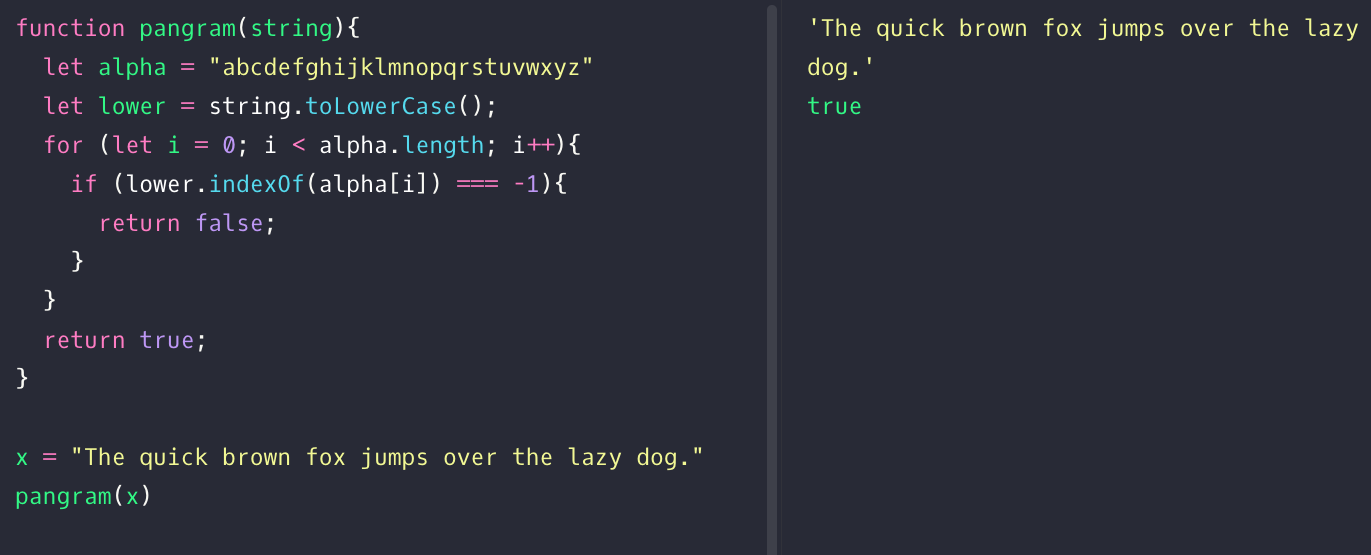 function pangram(string){
  let alpha = "abcdefghijklmnopqrstuvwxyz"
  let lower = string.toLowerCase();
  for (let i = 0; i < alpha.length; i++){
    if (lower.indexOf(alpha[i]) === -1){
      return false;
    }
  }
  return true;
}

x = "The quick brown fox jumps over the lazy dog."
pangram(x)
'The quick brown fox jumps over the lazy
dog.'
true